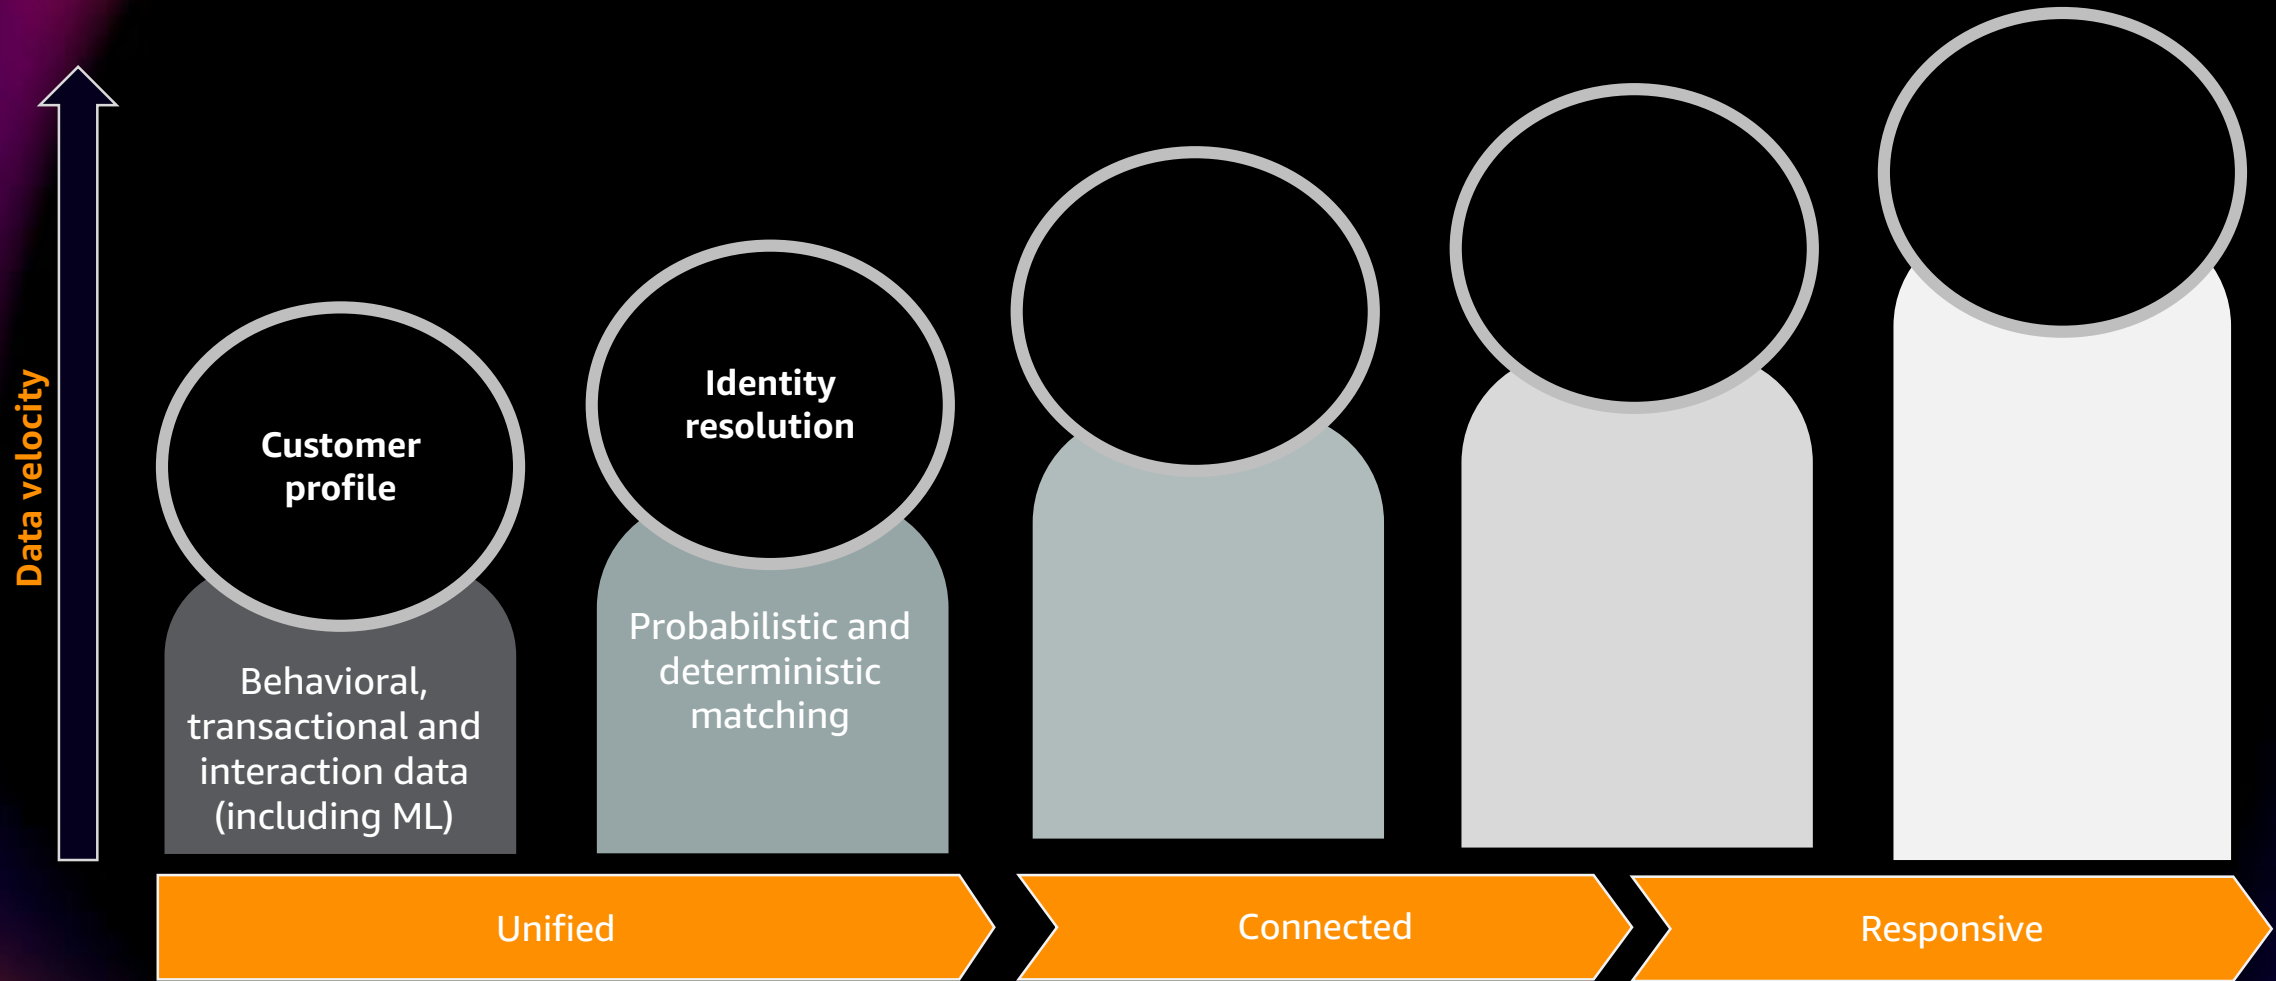 Data velocity
Customer
profile
Behavioral,
transactional and
interaction data
(including ML)
Identity
resolution
Probabilistic and
deterministic
matching
Unified
Connected
Responsive